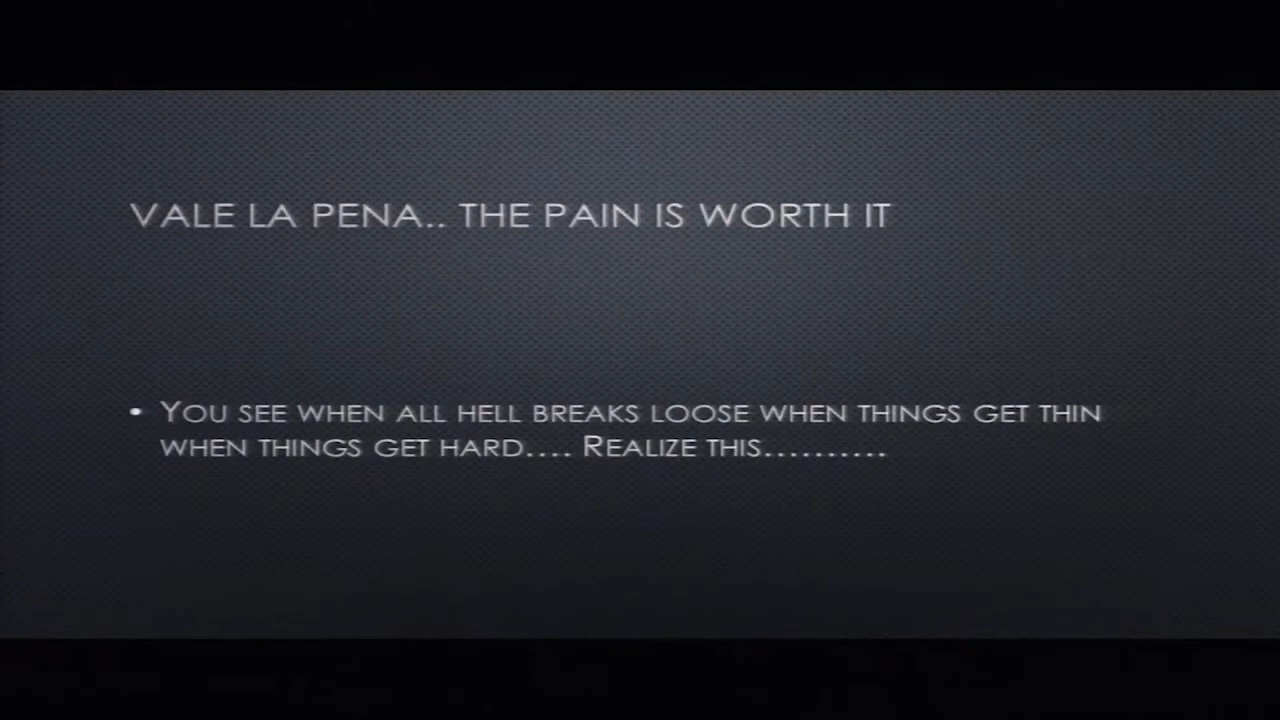 VALE LA PENA.. THE PAIN IS WORTH IT
• YOU SEE WHEN ALL HELL BREAKS LOOSE WHEN THINGS GET THIN
WHEN THINGS GET HARD.... REALIZE THIS..........